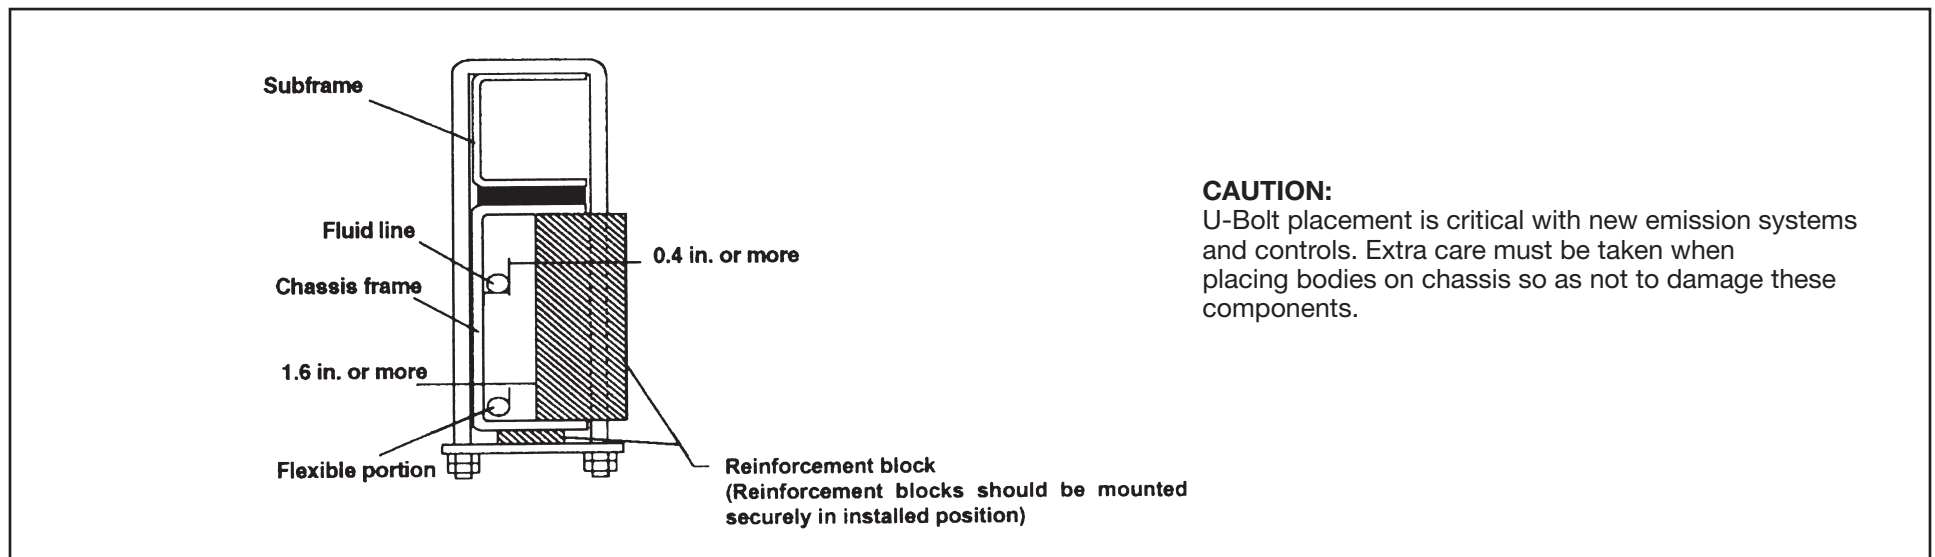 Subframe
Fluid line
0.4 in. or more
Chassis frame
1.6 in. or more
Flexible portion
Reinforcement block
(Reinforcement blocks should be mounted
securely in installed position)
CAUTION:
U-Bolt placement is critical with new emission systems
and controls. Extra care must be taken when
placing bodies on chassis so as not to damage these
components.